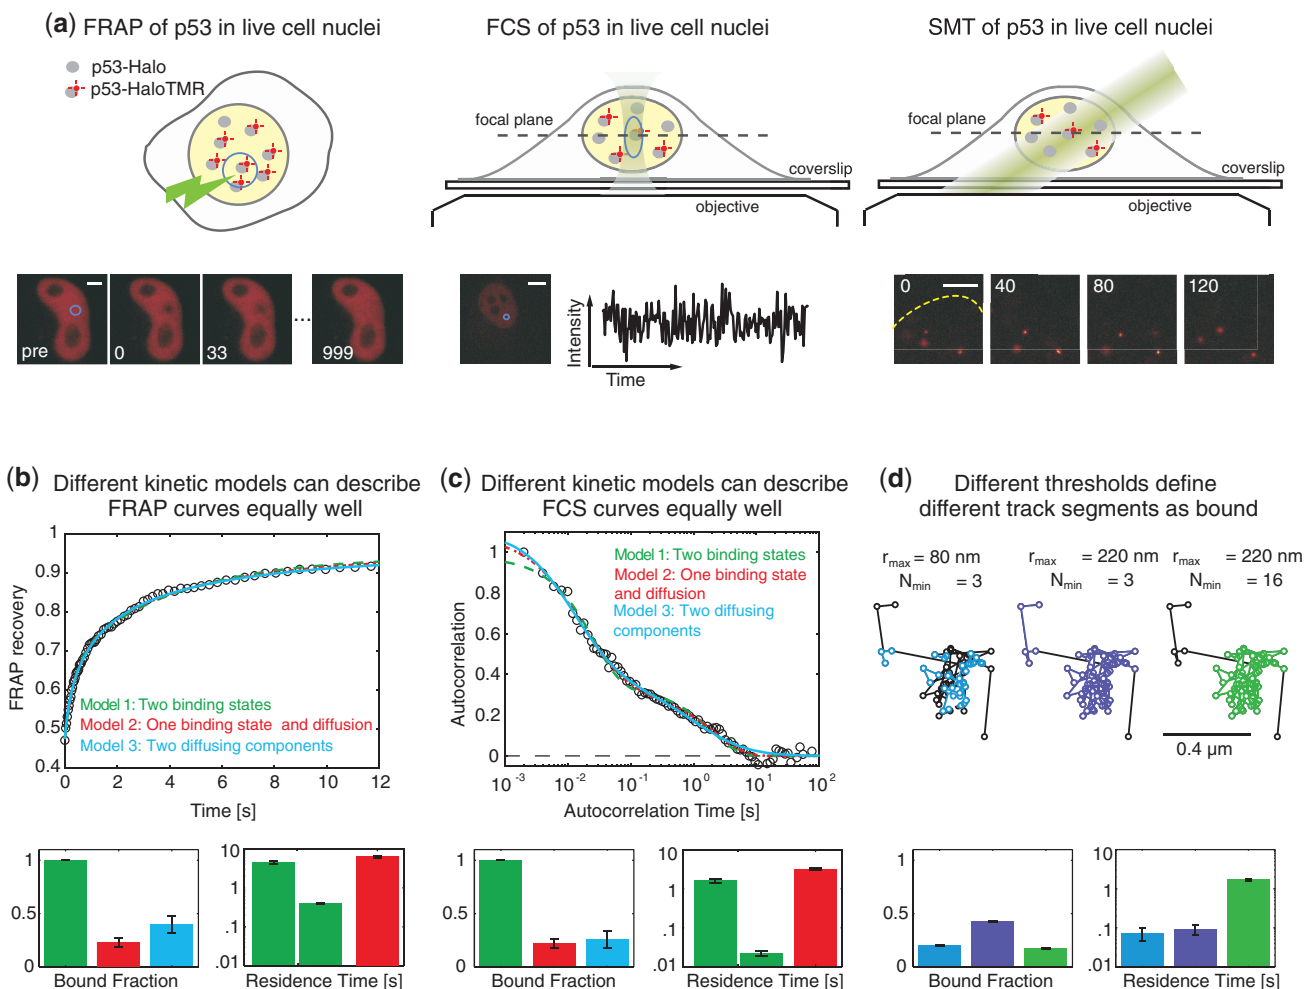 (a) FRAP of p53 in live cell nuclei
FCS of p53 in live cell nuclei
SMT of p53 in live cell nuclei
p53-Halo
p53-HaloTMR
focal plane
coverslip
objective
focal plane
coverslip
objective
pre
0
33
...
999
Intensity
Time
0
40
80
120
(b) Different kinetic models can describe
FRAP curves equally well
FRAP recovery
1
0.9
0.8
0.7
0.6
0.5
0.4
Model 1: Two binding states
Model 2: One binding state and diffusion
Model 3: Two diffusing components
0
2
4
6
8
10
12
Time [s]
1
0.5
0
Bound Fraction
10
1
.1
.01
Residence Time [s]
(c) Different kinetic models can describe
FCS curves equally well
Autocorrelation
1
0.8
0.6
0.4
0.2
0
Model 1: Two binding states
Model 2: One binding state
and diffusion
Model 3: Two diffusing
components
10⁻³
10⁻²
10⁻¹
10⁰
10¹
10²
Autocorrelation Time [s]
1
0.5
0
Bound Fraction
10
1
.1
.01
Residence Time [s]
(d) Different thresholds define
different track segments as bound
r_max = 80 nm
N_min = 3
r_max = 220 nm
N_min = 3
r_max = 220 nm
N_min = 16
0.4 µm
1
0.5
0
Bound Fraction
10
1
0.1
.01
Residence Time [s]